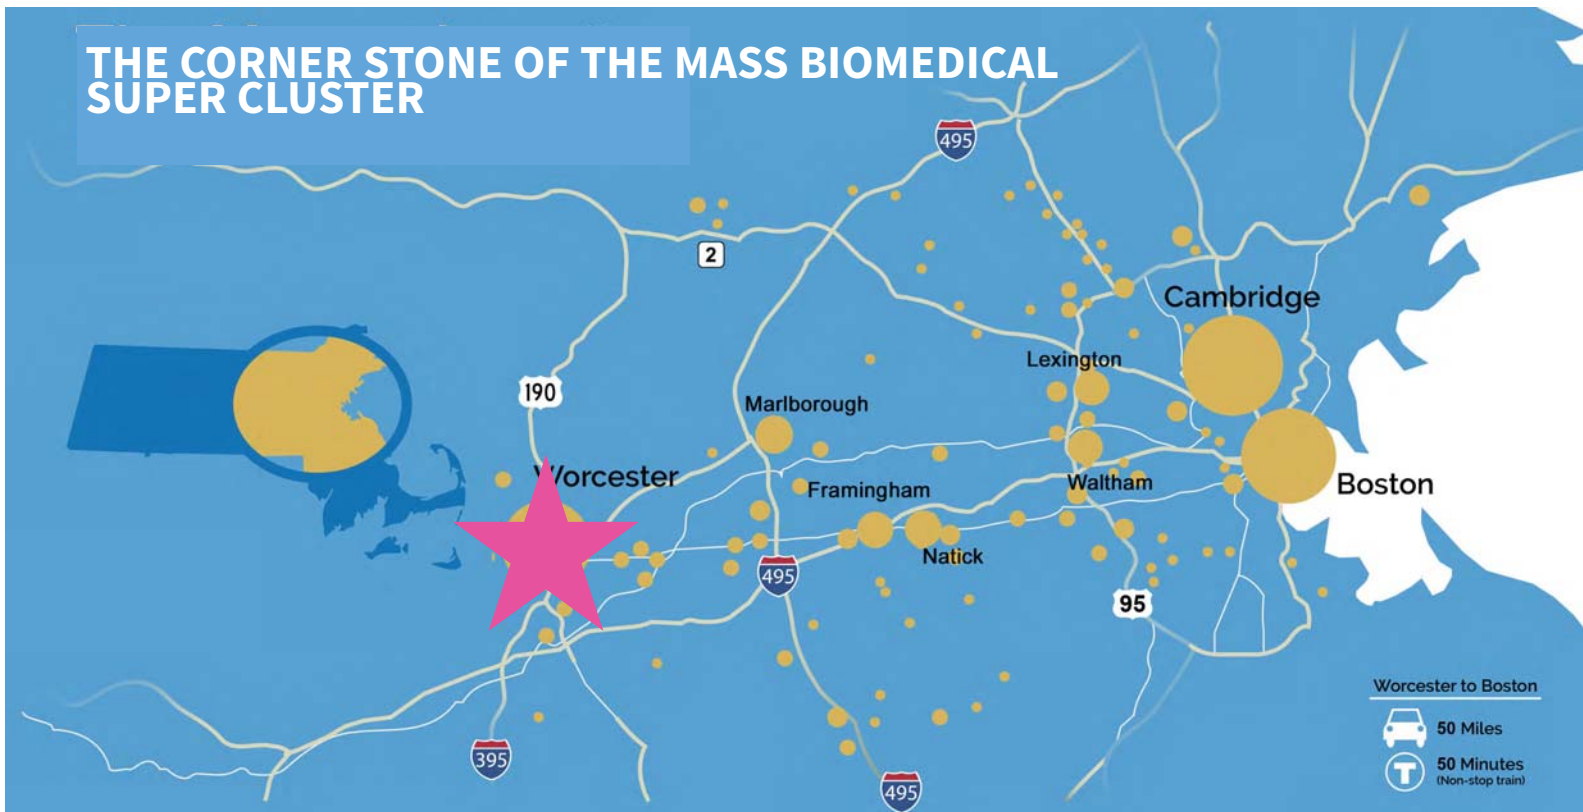 THE CORNER STONE OF THE MASS BIOMEDICAL
SUPER CLUSTER
495
2
Cambridge
Lexington
190
Marlborough
Worcester
Framingham
Waltham
Boston
Natick
495
95
Worcester to Boston
50 Miles
395
50 Minutes
T
(Non-stop train)
495